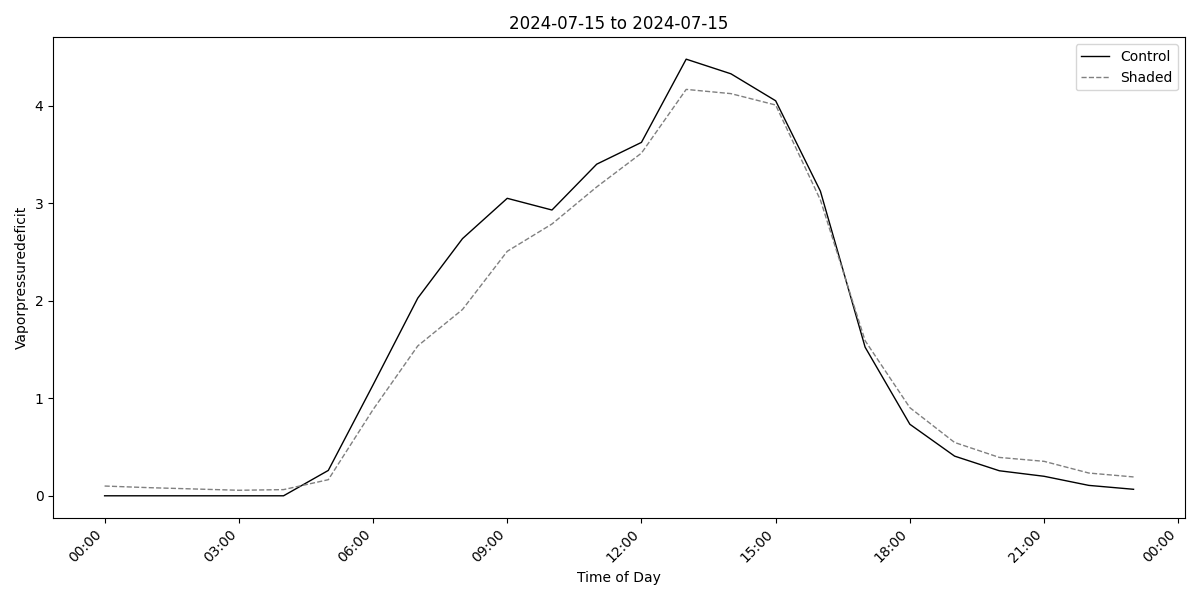 2024-07-15 to 2024-07-15
Control
Shaded
Vaporpressuredeficit
4
3
2
1
0
00:00 03:00 06:00 09:00 12:00 15:00 18:00 21:00 00:00
Time of Day